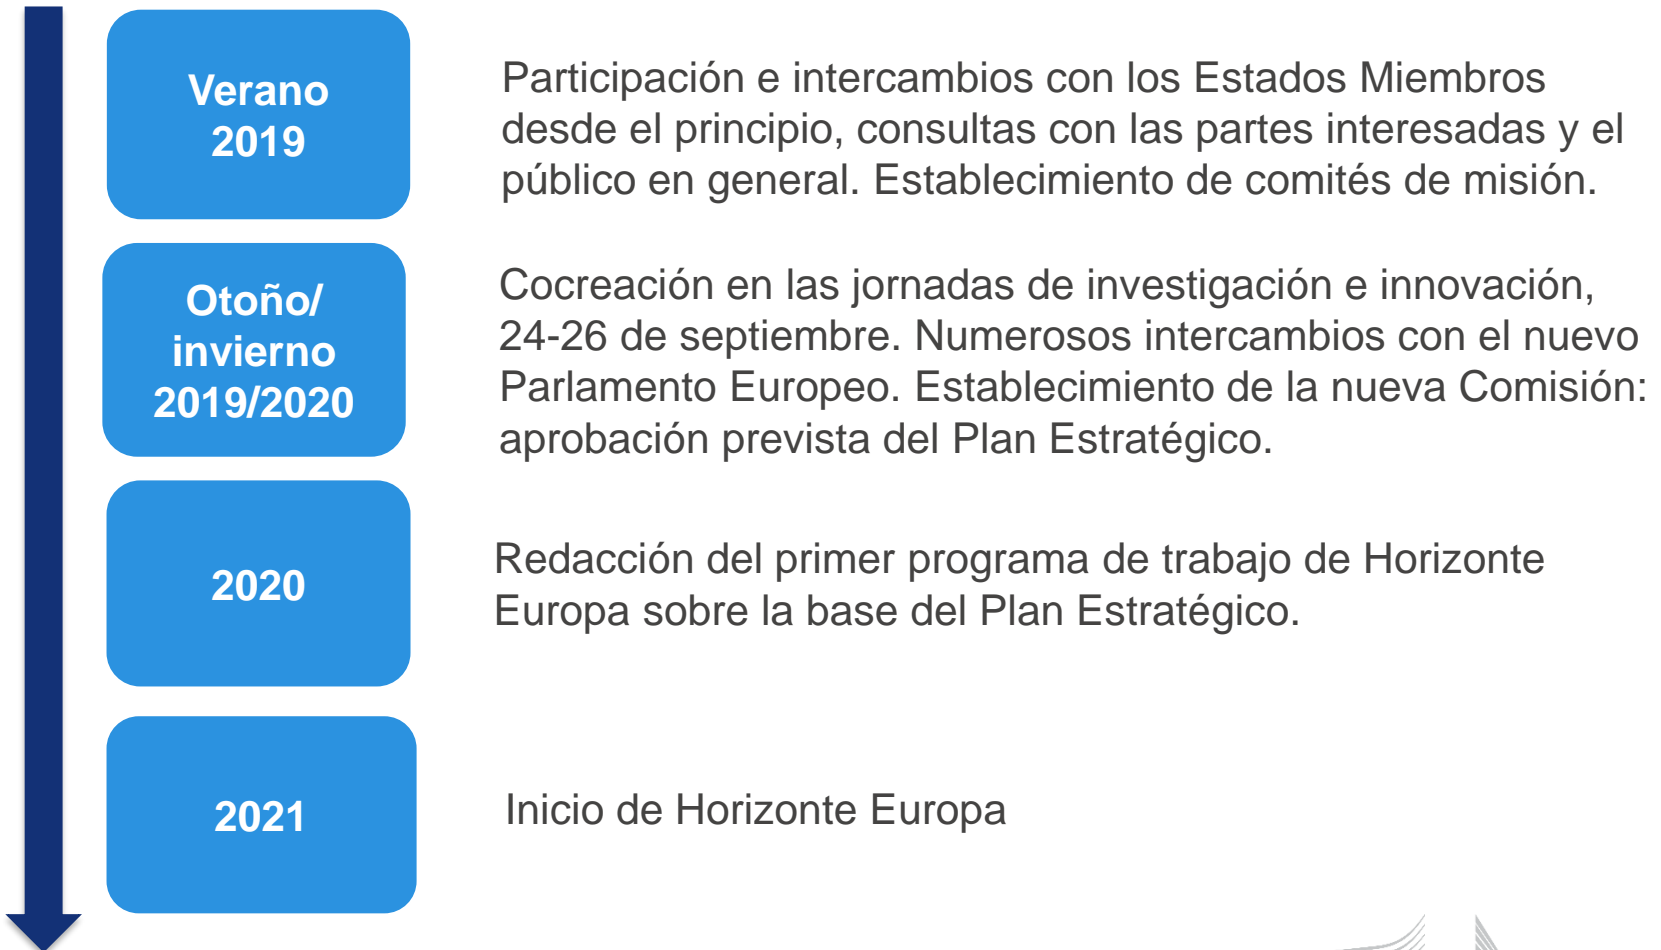 Verano
2019
Participación e intercambios con los Estados Miembros
desde el principio, consultas con las partes interesadas y el
público en general. Establecimiento de comités de misión.
Otoño/
invierno
2019/2020
Cocreación en las jornadas de investigación e innovación,
24-26 de septiembre. Numerosos intercambios con el nuevo
Parlamento Europeo. Establecimiento de la nueva Comisión:
aprobación prevista del Plan Estratégico.
2020
Redacción del primer programa de trabajo de Horizonte
Europa sobre la base del Plan Estratégico.
2021
Inicio de Horizonte Europa